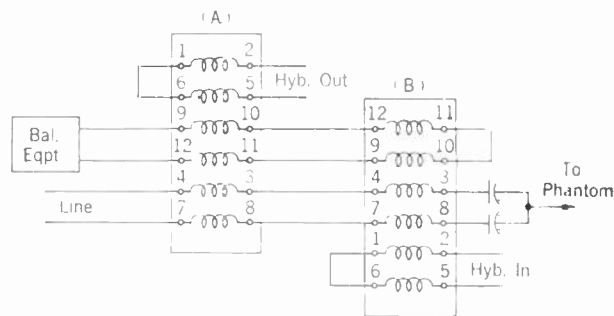 (A)
1 2
Hyb. Out
6 5
(B)
9 10 12 11
Bal.
Eqpt
12 11 9 10
To
Phantom
4 3 4 3
Line
7 8 7 8
1 2
Hyb. In
6 5